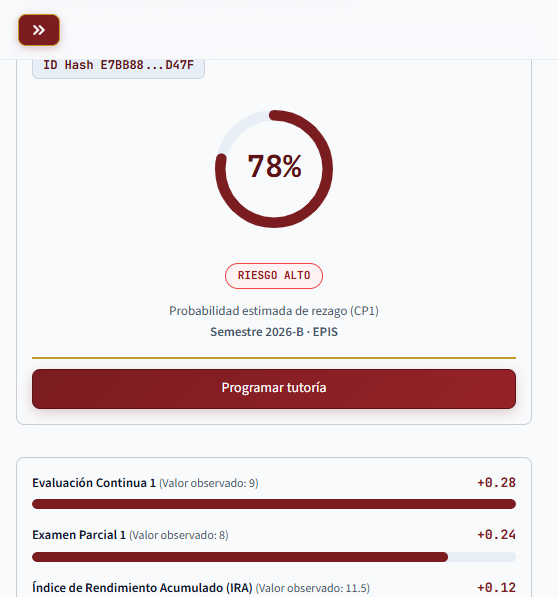 ID Hash E7BB88...D47F
78%
RIESGO ALTO
Probabilidad estimada de rezago (CP1)
Semestre 2026-B · EPIS
Programar tutoría
Evaluación Continua 1 (Valor observado: 9) +0.28
Examen Parcial 1 (Valor observado: 8) +0.24
Índice de Rendimiento Acumulado (IRA) (Valor observado: 11.5) +0.12